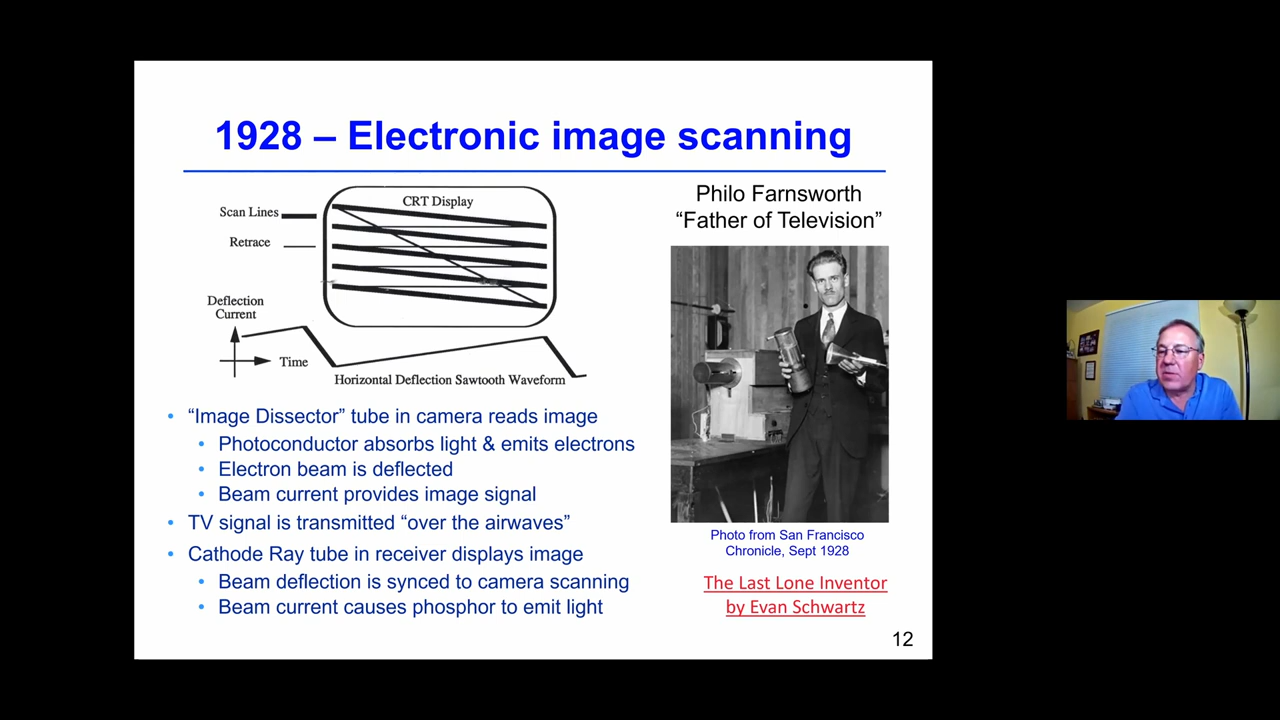 1928 – Electronic image scanning
CRT Display
Scan Lines
Retrace
Deflection
Current
Time
Horizontal Deflection Sawtooth Waveform
• “Image Dissector” tube in camera reads image
• Photoconductor absorbs light & emits electrons
• Electron beam is deflected
• Beam current provides image signal
• TV signal is transmitted “over the airwaves”
• Cathode Ray tube in receiver displays image
• Beam deflection is synced to camera scanning
• Beam current causes phosphor to emit light
Philo Farnsworth
“Father of Television”
Photo from San Francisco
Chronicle, Sept 1928
The Last Lone Inventor
by Evan Schwartz
12